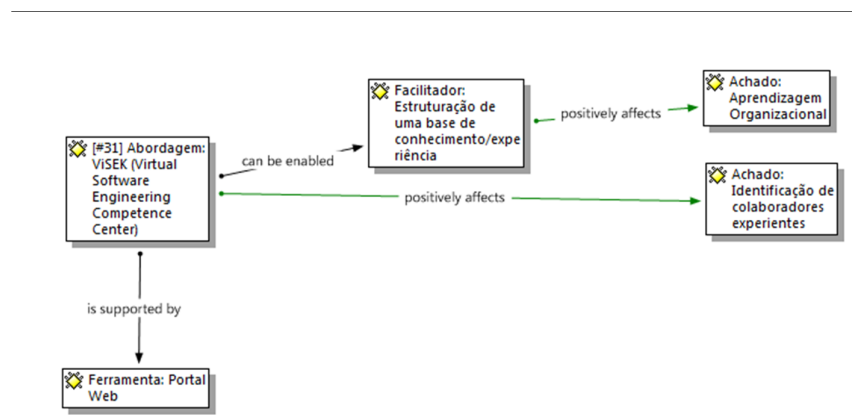 Facilitador:
Estruturação de
uma base de
conhecimento/expe
riência
Achado:
Aprendizagem
Organizacional
positively affects
[#31] Abordagem:
ViSEK (Virtual
Software
Engineering
Competence
Center)
can be enabled
Achado:
Identificação de
colaboradores
experientes
positively affects
is supported by
Ferramenta: Portal
Web